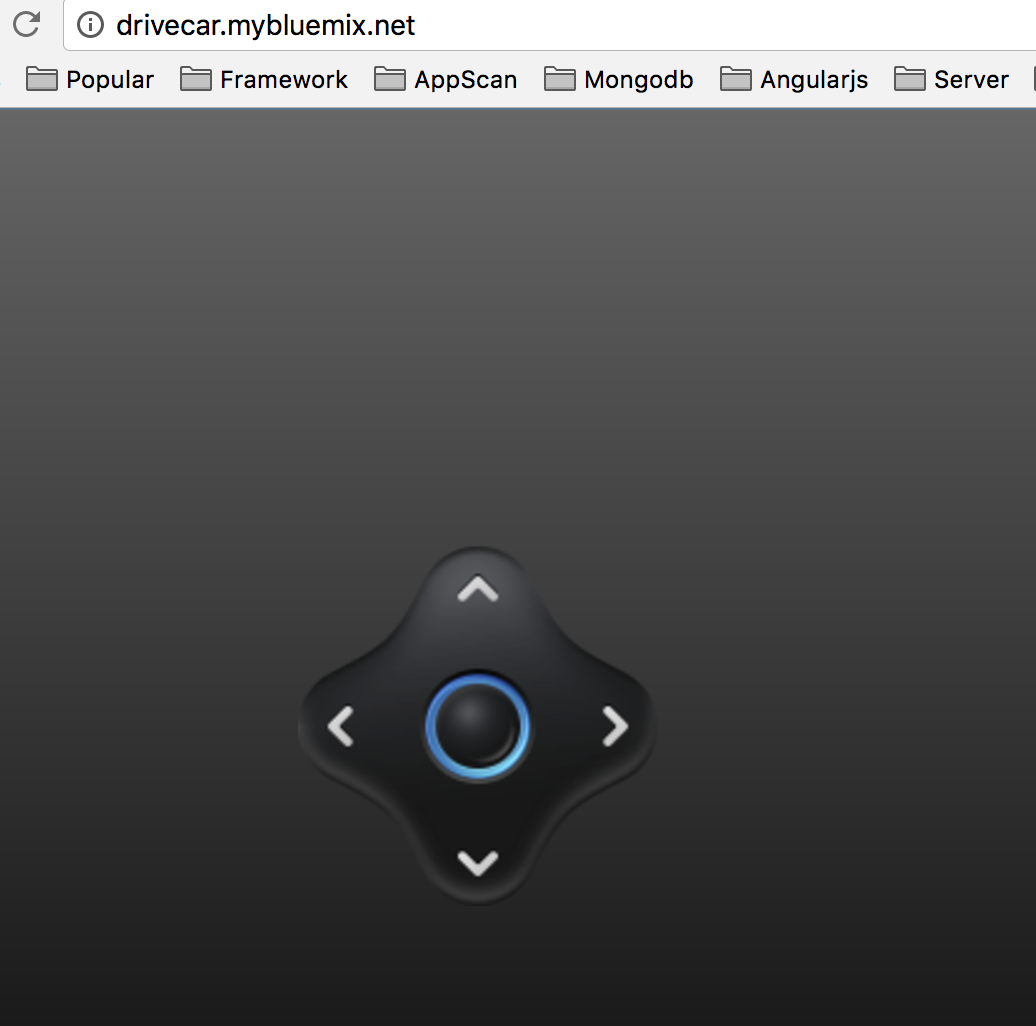 drivecar.mybluemix.net
Popular Framework AppScan Mongodb Angularjs Server